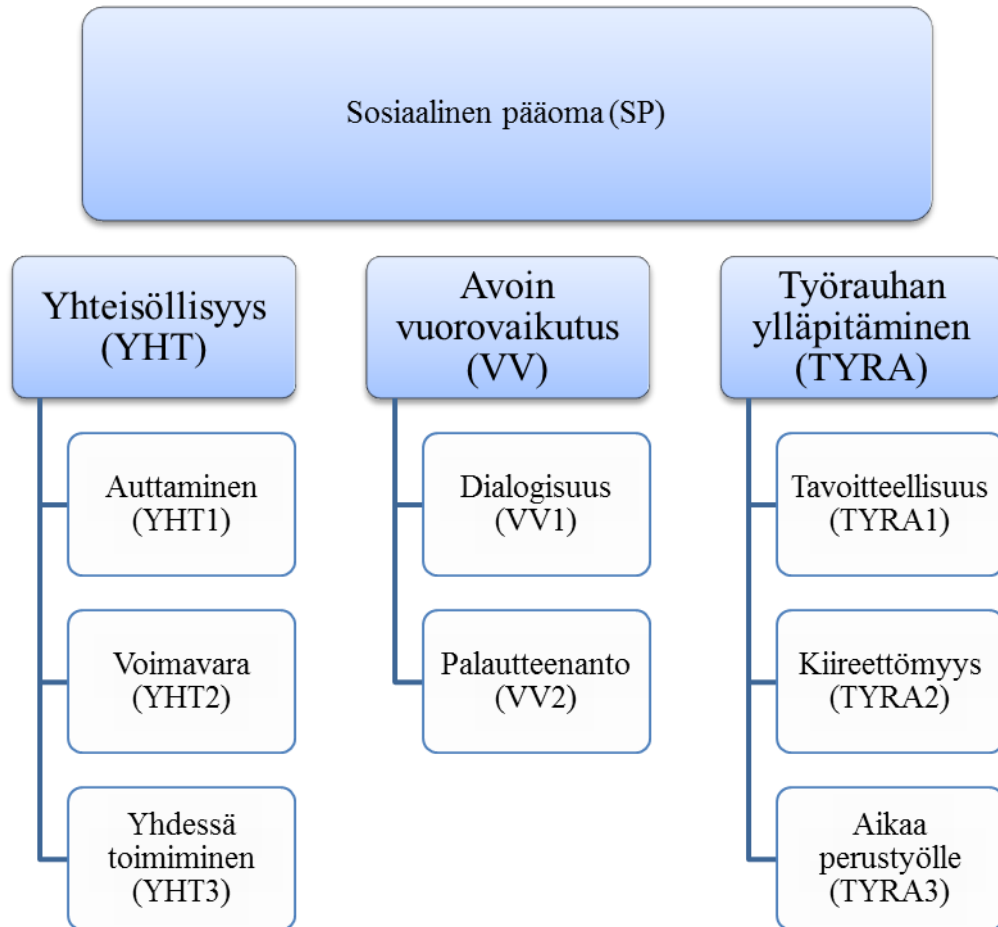 Sosiaalinen pääoma (SP)
Yhteisöllisyys
(YHT)
Auttaminen
(YHT1)
Voimavara
(YHT2)
Yhdessä
toimiminen
(YHT3)
Avoin
vuorovaikutus
(VV)
Dialogisuus
(VV1)
Palautteenanto
(VV2)
Työrauhan
ylläpitäminen
(TYRA)
Tavoitteellisuus
(TYRA1)
Kiireettömyys
(TYRA2)
Aikaa
perustyölle
(TYRA3)